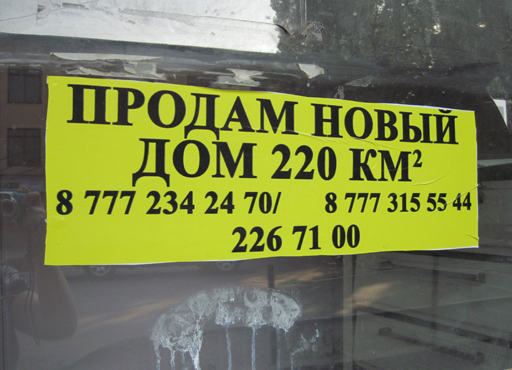 ПРОДАМ НОВЫЙ
ДОМ 220 КМ²
8 777 234 24 70/ 8 777 315 55 44
226 71 00